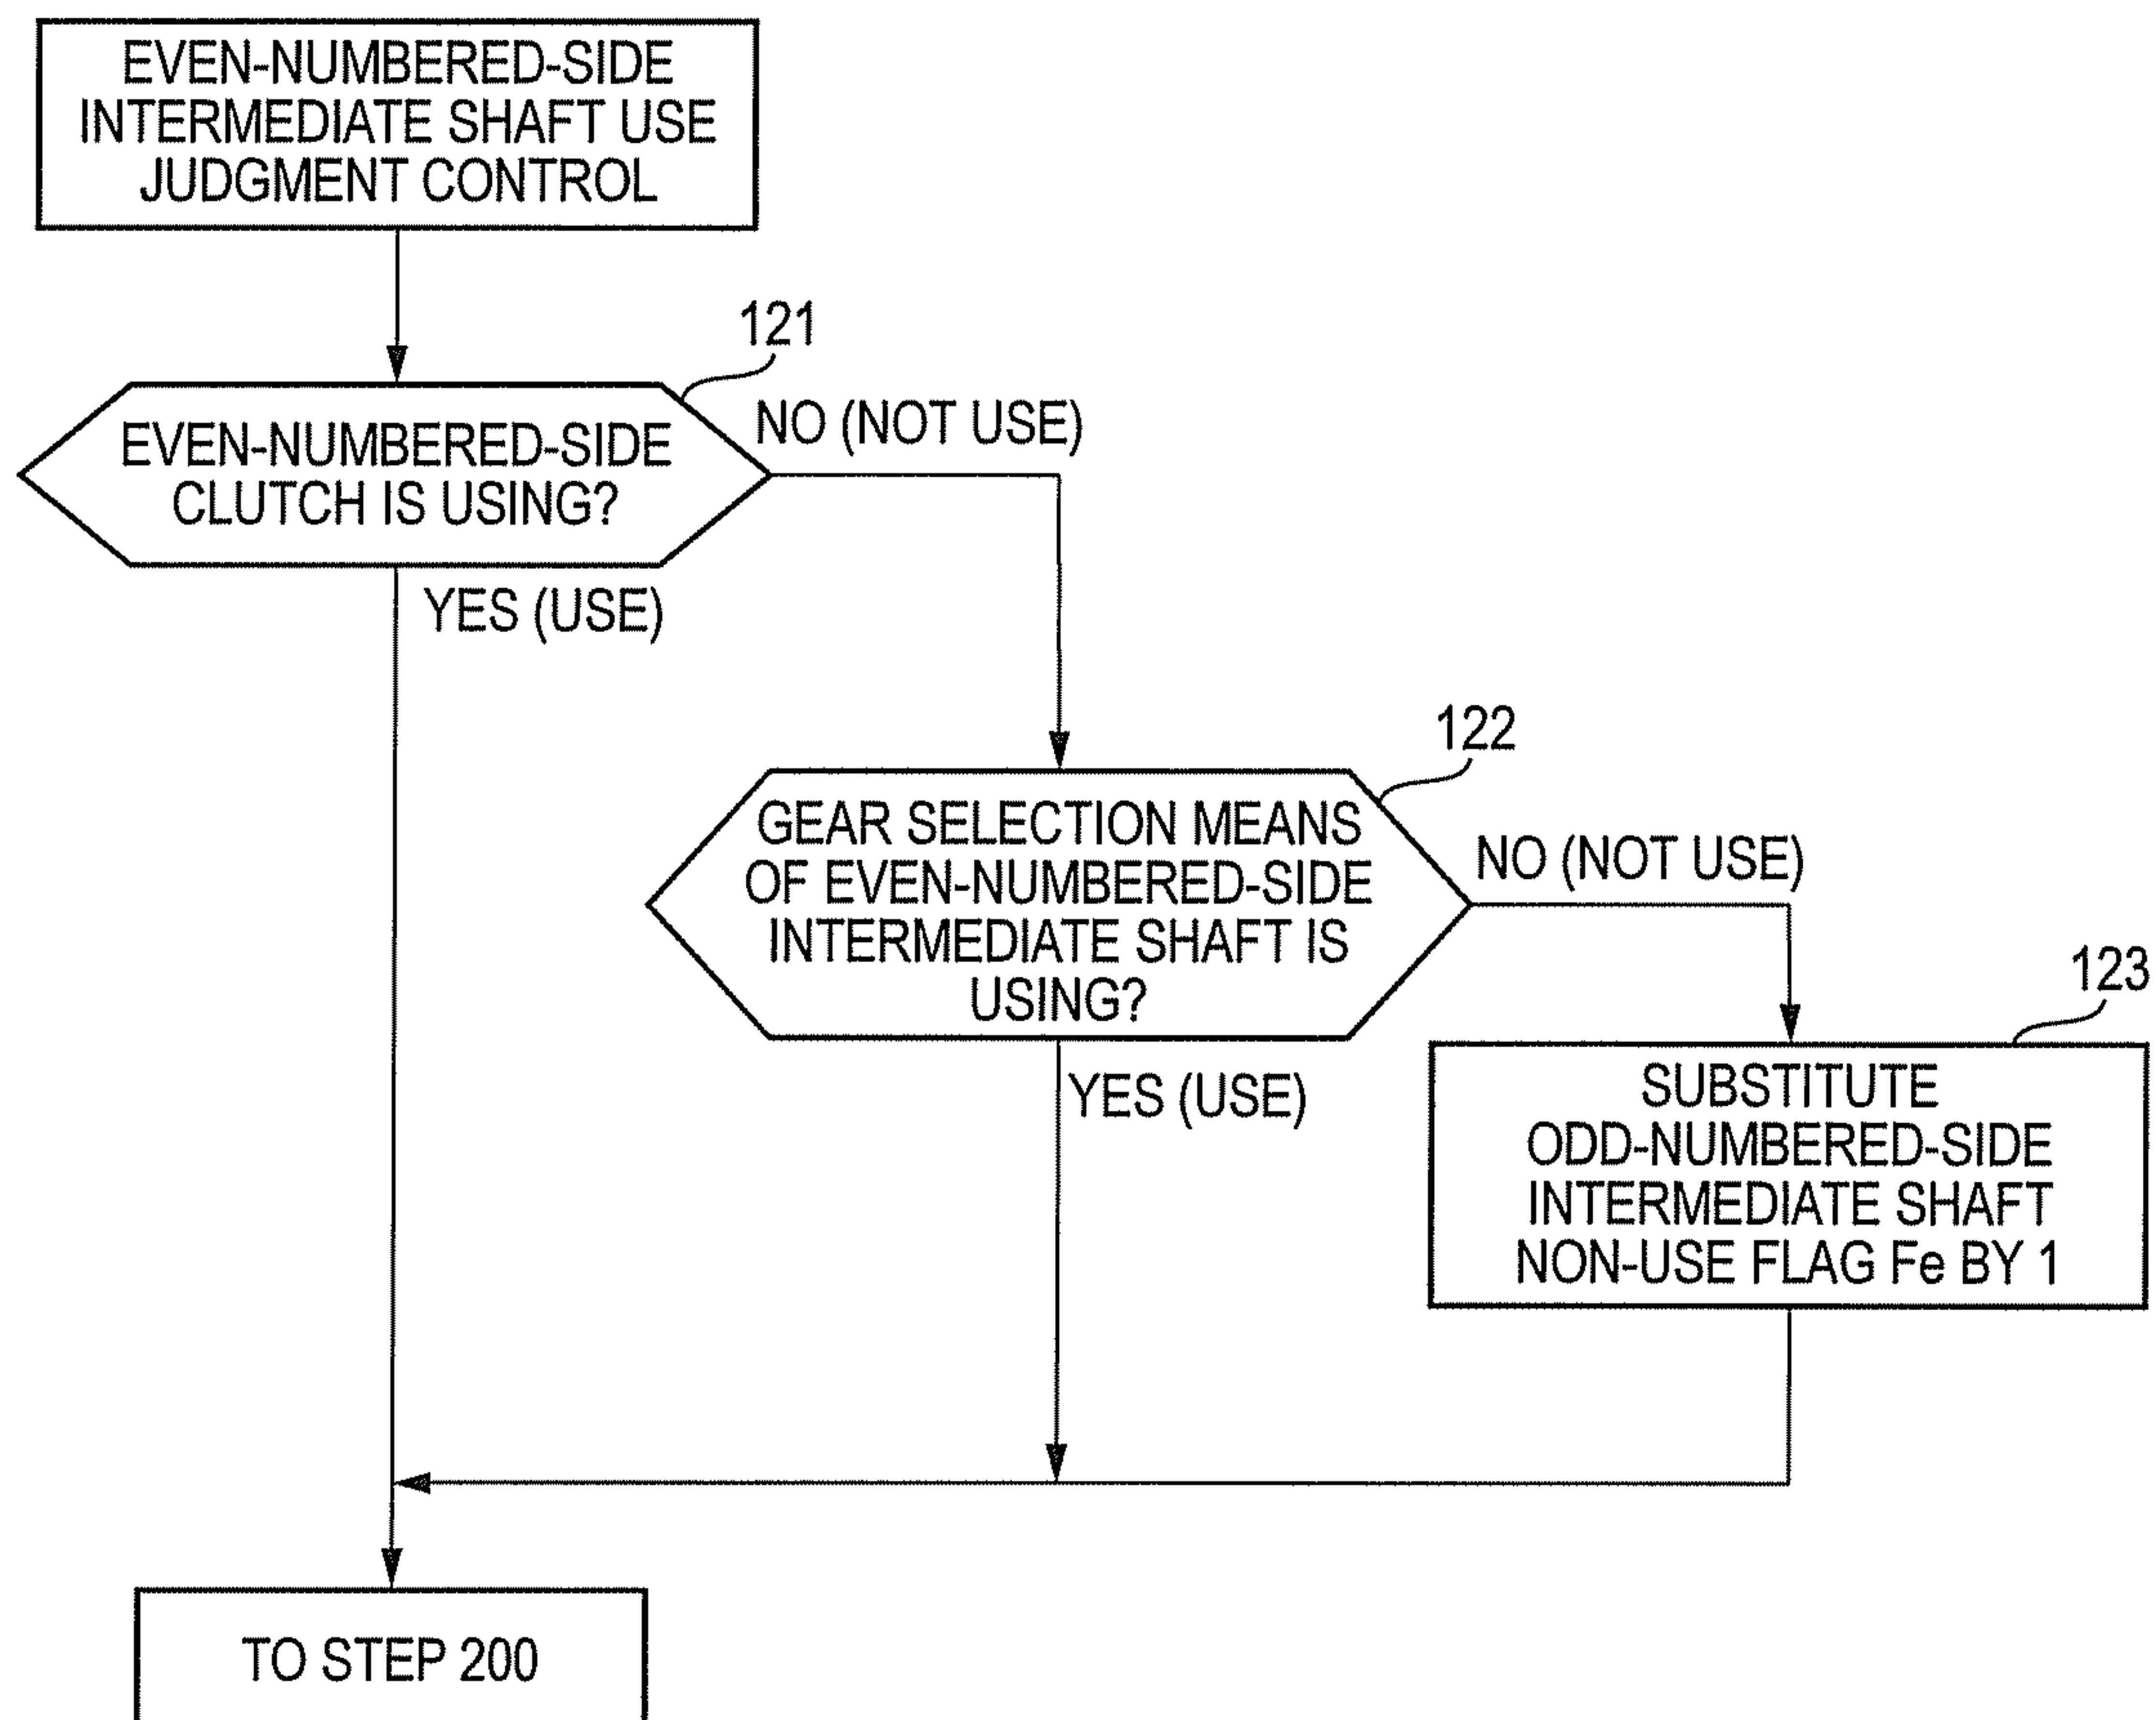 EVEN-NUMBERED-SIDE
INTERMEDIATE SHAFT USE
JUDGMENT CONTROL
121
EVEN-NUMBERED-SIDE
CLUTCH IS USING?
NO (NOT USE)
YES (USE)
122
GEAR SELECTION MEANS
OF EVEN-NUMBERED-SIDE
INTERMEDIATE SHAFT IS
USING?
NO (NOT USE)
YES (USE)
123
SUBSTITUTE
ODD-NUMBERED-SIDE
INTERMEDIATE SHAFT
NON-USE FLAG Fe BY 1
TO STEP 200